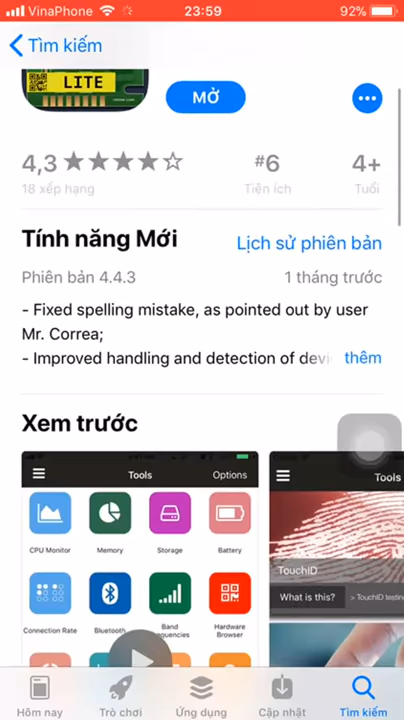 VinaPhone 23:59 92%
Tìm kiếm
LITE
MỞ
4,3 #6 4+
18 xếp hạng Tiện ích Tuổi
Tính năng Mới Lịch sử phiên bản
Phiên bản 4.4.3 1 tháng trước
- Fixed spelling mistake, as pointed out by user
Mr. Correa;
- Improved handling and detection of devi thêm
Xem trước
Tools Options Tools
CPU Monitor Memory Storage Battery
TouchID
What is this? > TouchID testing
Connection Rate Bluetooth Band Hardware
equencies Browser
Hôm nay Trò chơi Ứng dụng Cập nhật Tìm kiếm